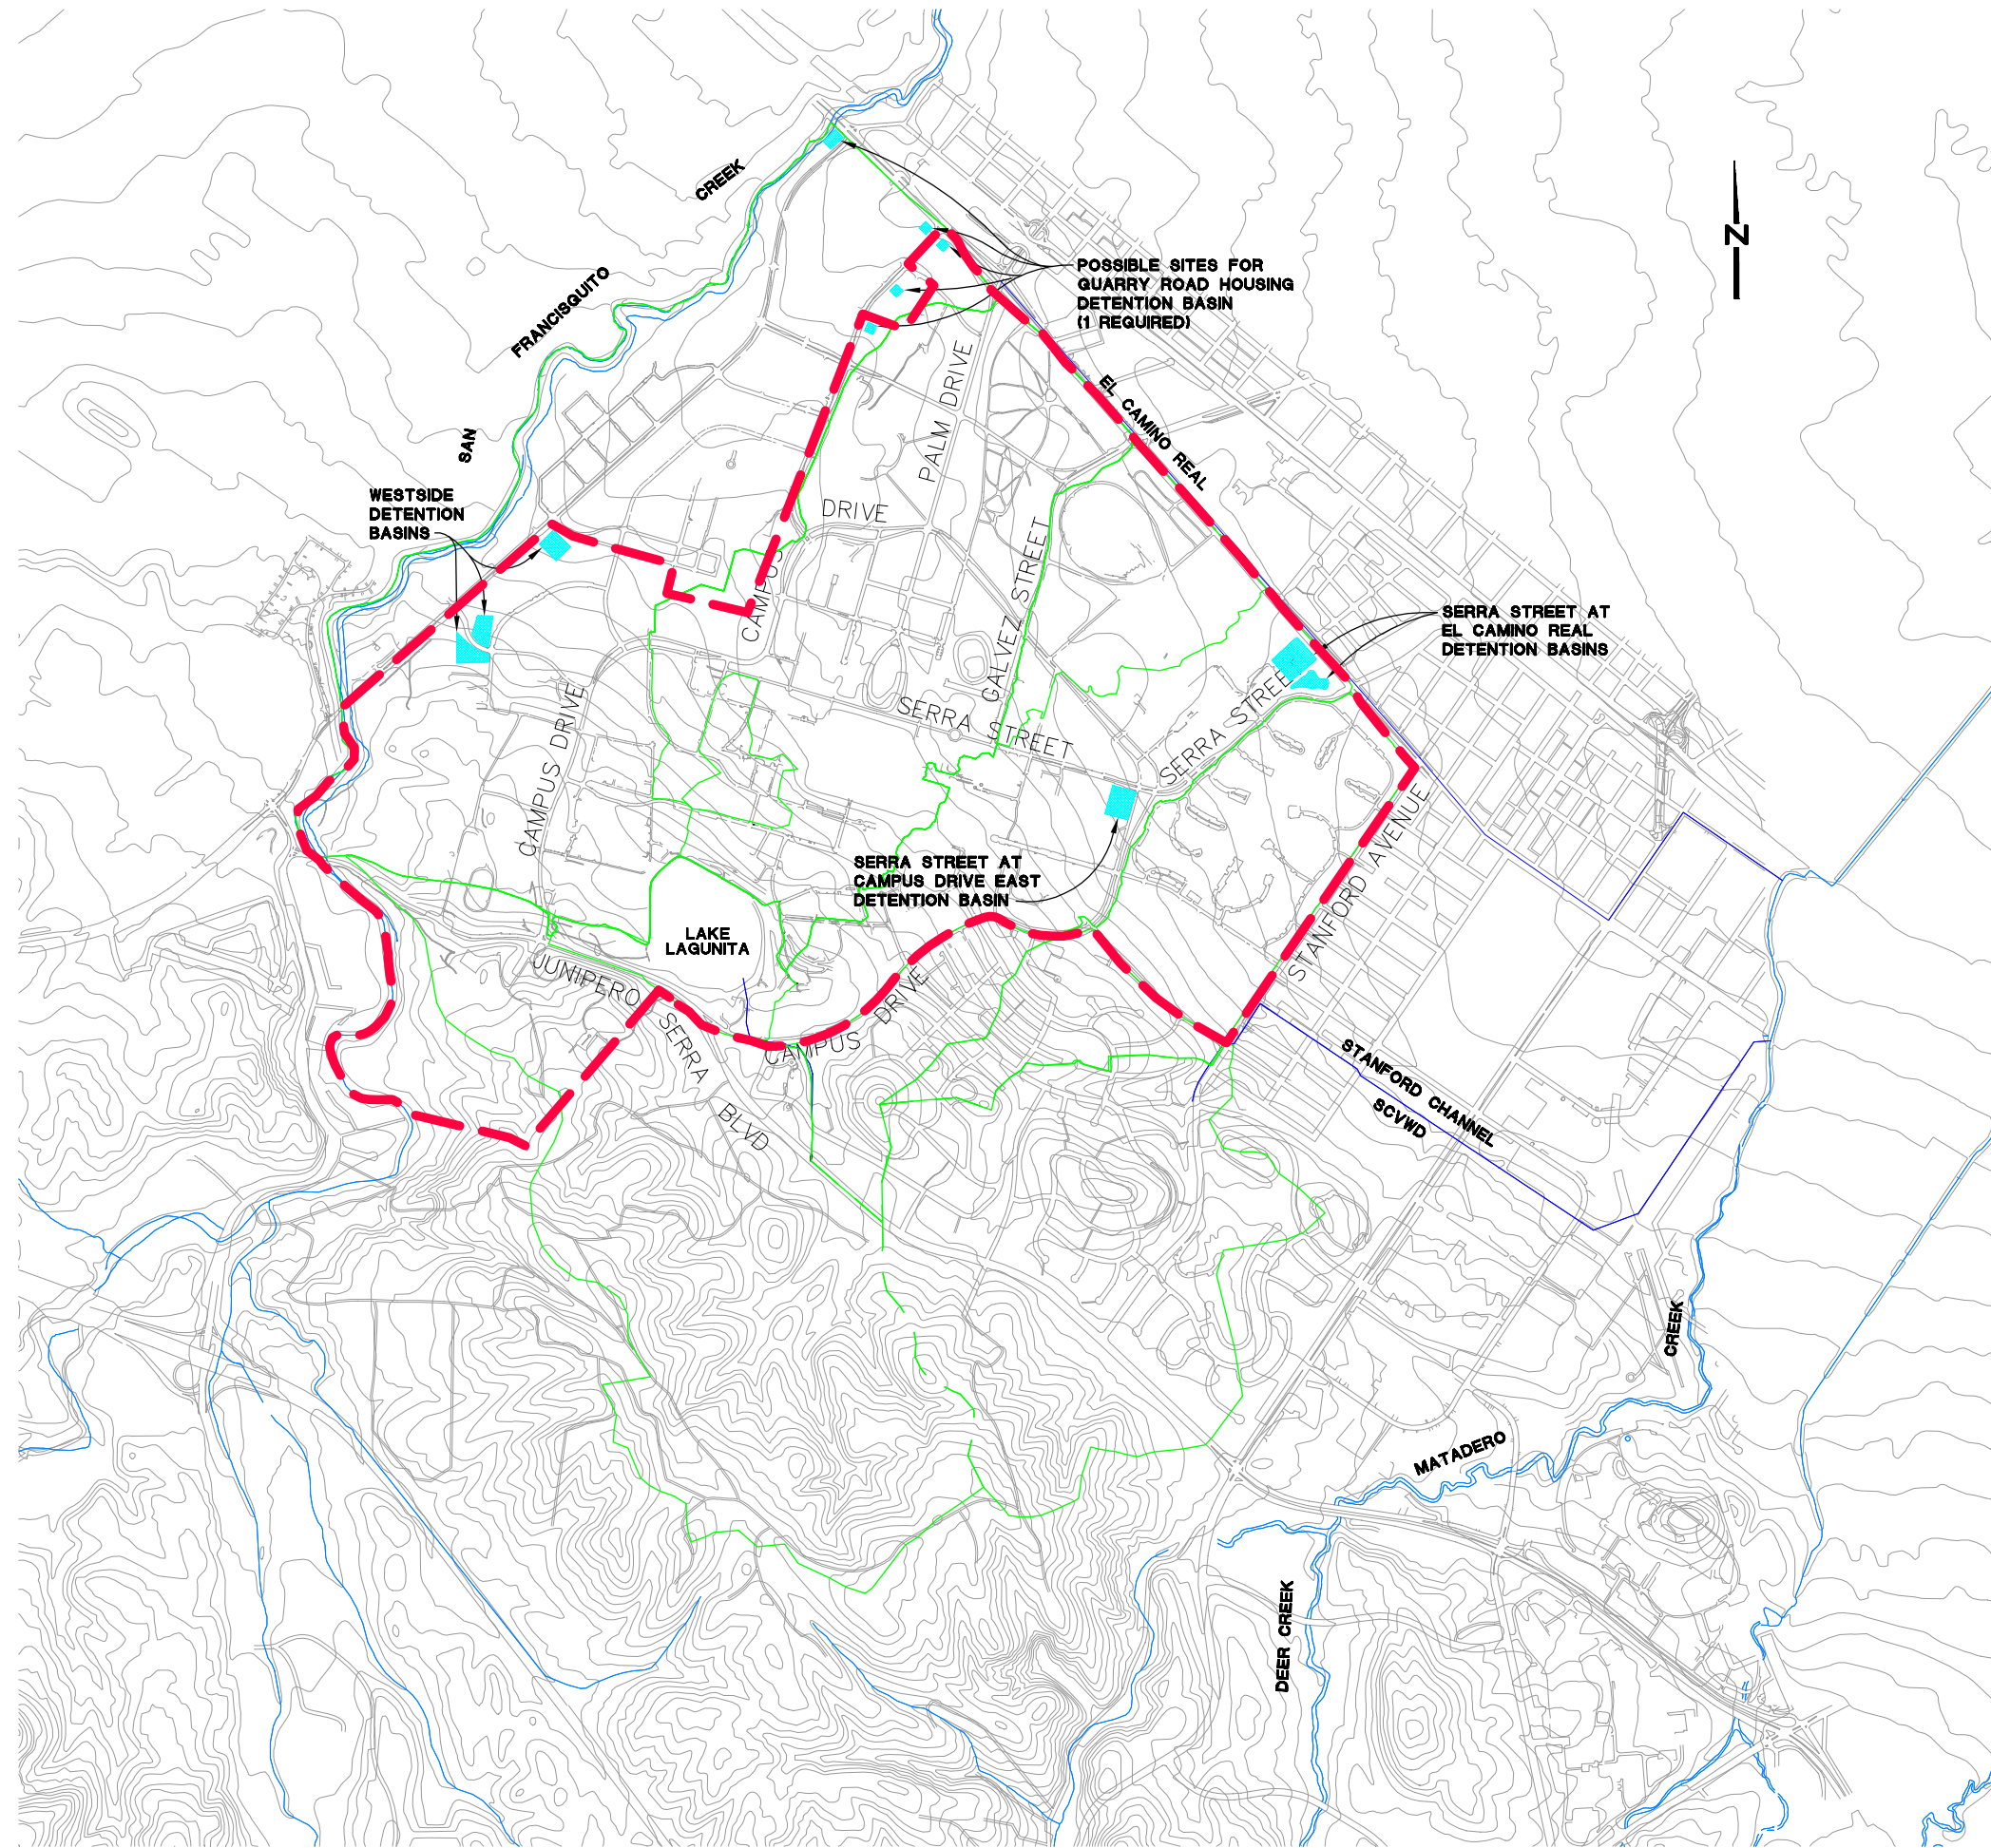 CREEK
FRANCISQUITO
SAN
N
POSSIBLE SITES FOR
QUARRY ROAD HOUSING
DETENTION BASIN
(1 REQUIRED)
PALM DRIVE
EL CAMINO REAL
WESTSIDE
DETENTION
BASINS
DRIVE
CAMPUS
GALVEZ STREET
SERRA STREET AT
EL CAMINO REAL
DETENTION BASINS
SERRA STREET
SERRA STREET
CAMPUS DRIVE
STANFORD AVENUE
SERRA STREET AT
CAMPUS DRIVE EAST
DETENTION BASIN
LAKE
LAGUNITA
JUNIPERO SERRA BLVD
CAMPUS DRIVE
STANFORD CHANNEL
SCVWD
MATADERO
CREEK
DEER CREEK